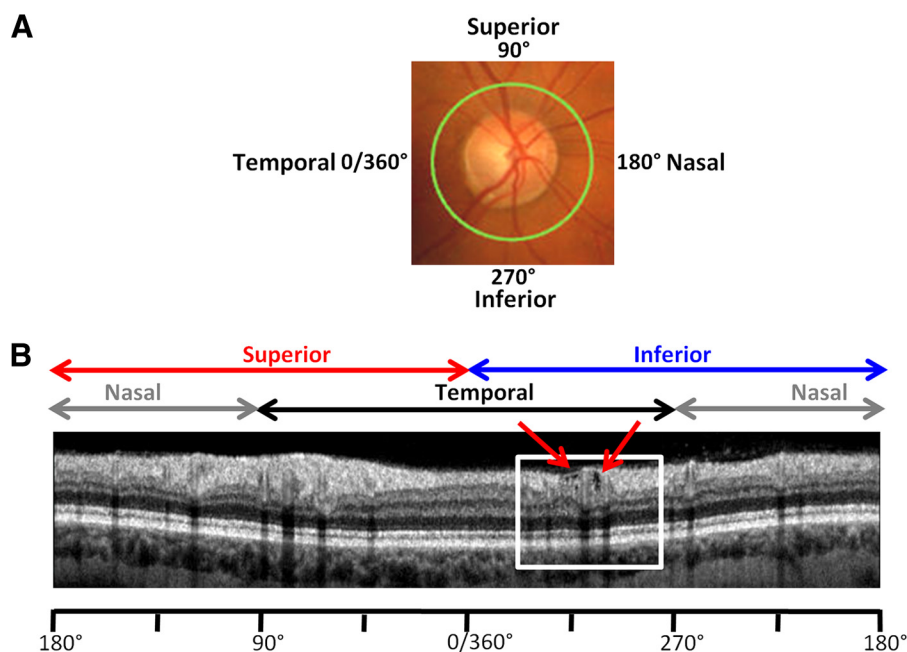 A
Superior
90°
Temporal 0/360°
180° Nasal
270°
Inferior
B
Superior
Inferior
Nasal
Temporal
Nasal
180°
90°
0/360°
270°
180°